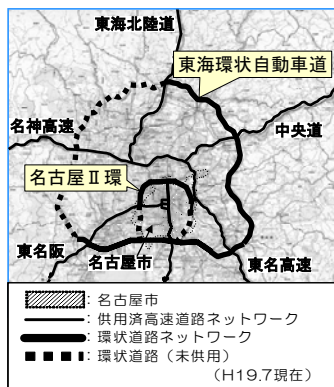 東海北陸道
東海環状自動車道
名神高速
中央道
名古屋Ⅱ環
東名阪
名古屋市
東名高速
：名古屋市
：供用済高速道路ネットワーク
：環状道路ネットワーク
：環状道路（未供用）
（H19.7現在）